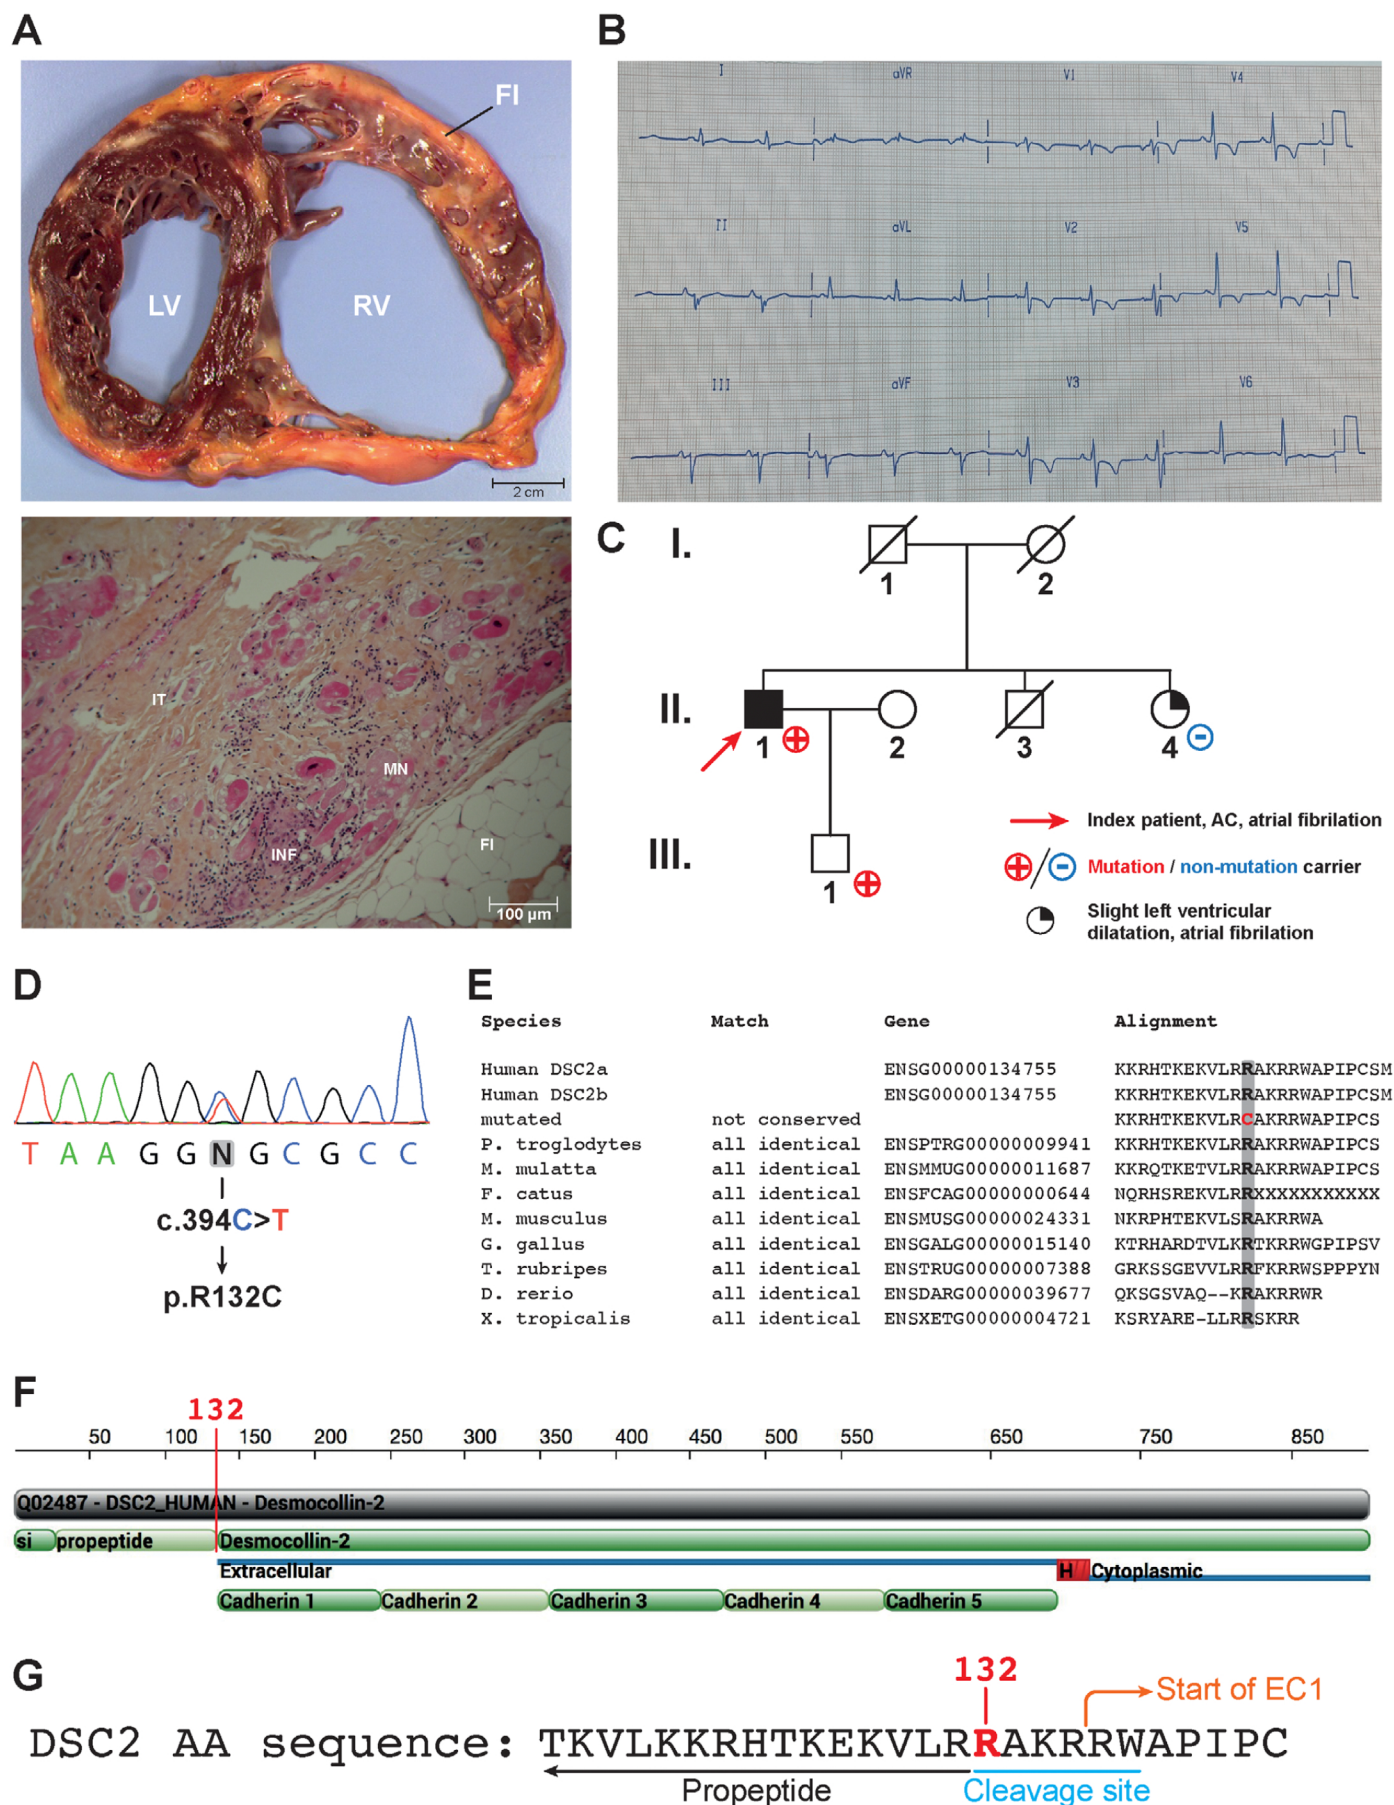 A
FI
LV
RV
2 cm
IT
MN
INF
FI
100 µm
B
I
aVR
V1
V4
II
aVL
V2
V5
III
aVF
V3
V6
C
I.
1
2
II.
1
2
3
4
III.
1
Index patient, AC, atrial fibrilation
Mutation / non-mutation carrier
Slight left ventricular
dilatation, atrial fibrilation
D
T A A G G N G C G C C
c.394C>T
p.R132C
E
Species Match Gene Alignment
Human DSC2a ENSG00000134755 KKRHTKEKVLRRAKRRWAPIPCSM
Human DSC2b ENSG00000134755 KKRHTKEKVLRRAKRRWAPIPCSM
mutated not conserved KKRHTKEKVLRCAKRRWAPIPCS
P. troglodytes all identical ENSPTRG00000009941 KKRHTKEKVLRRAKRRWAPIPCS
M. mulatta all identical ENSMMUG00000011687 KKRQTKETVLRRAKRRWAPIPCS
F. catus all identical ENSFCAG00000000644 NQRHSREKVLRRXXXXXXXXXXX
M. musculus all identical ENSMUSG00000024331 NKRPHTEKVLSRAKRRWA
G. gallus all identical ENSGALG00000015140 KTRHARDTVLKRTKRRWGPIPSV
T. rubripes all identical ENSTRUG00000007388 GRKSSGEVVLRRFKRRWSPPPYN
D. rerio all identical ENSDARG00000039677 QKSGSVAQ--KRAKRRWR
X. tropicalis all identical ENSXETG00000004721 KSRYARE-LLRRSKRR
F
132
50 100 150 200 250 300 350 400 450 500 550 650 750 850
Q02487 - DSC2_HUMAN - Desmocollin-2
si propeptide Desmocollin-2
Extracellular H Cytoplasmic
Cadherin 1 Cadherin 2 Cadherin 3 Cadherin 4 Cadherin 5
G
132
Start of EC1
DSC2 AA sequence: TKVLKKRHTKEKVLRRAKRRWAPIPC
Propeptide Cleavage site